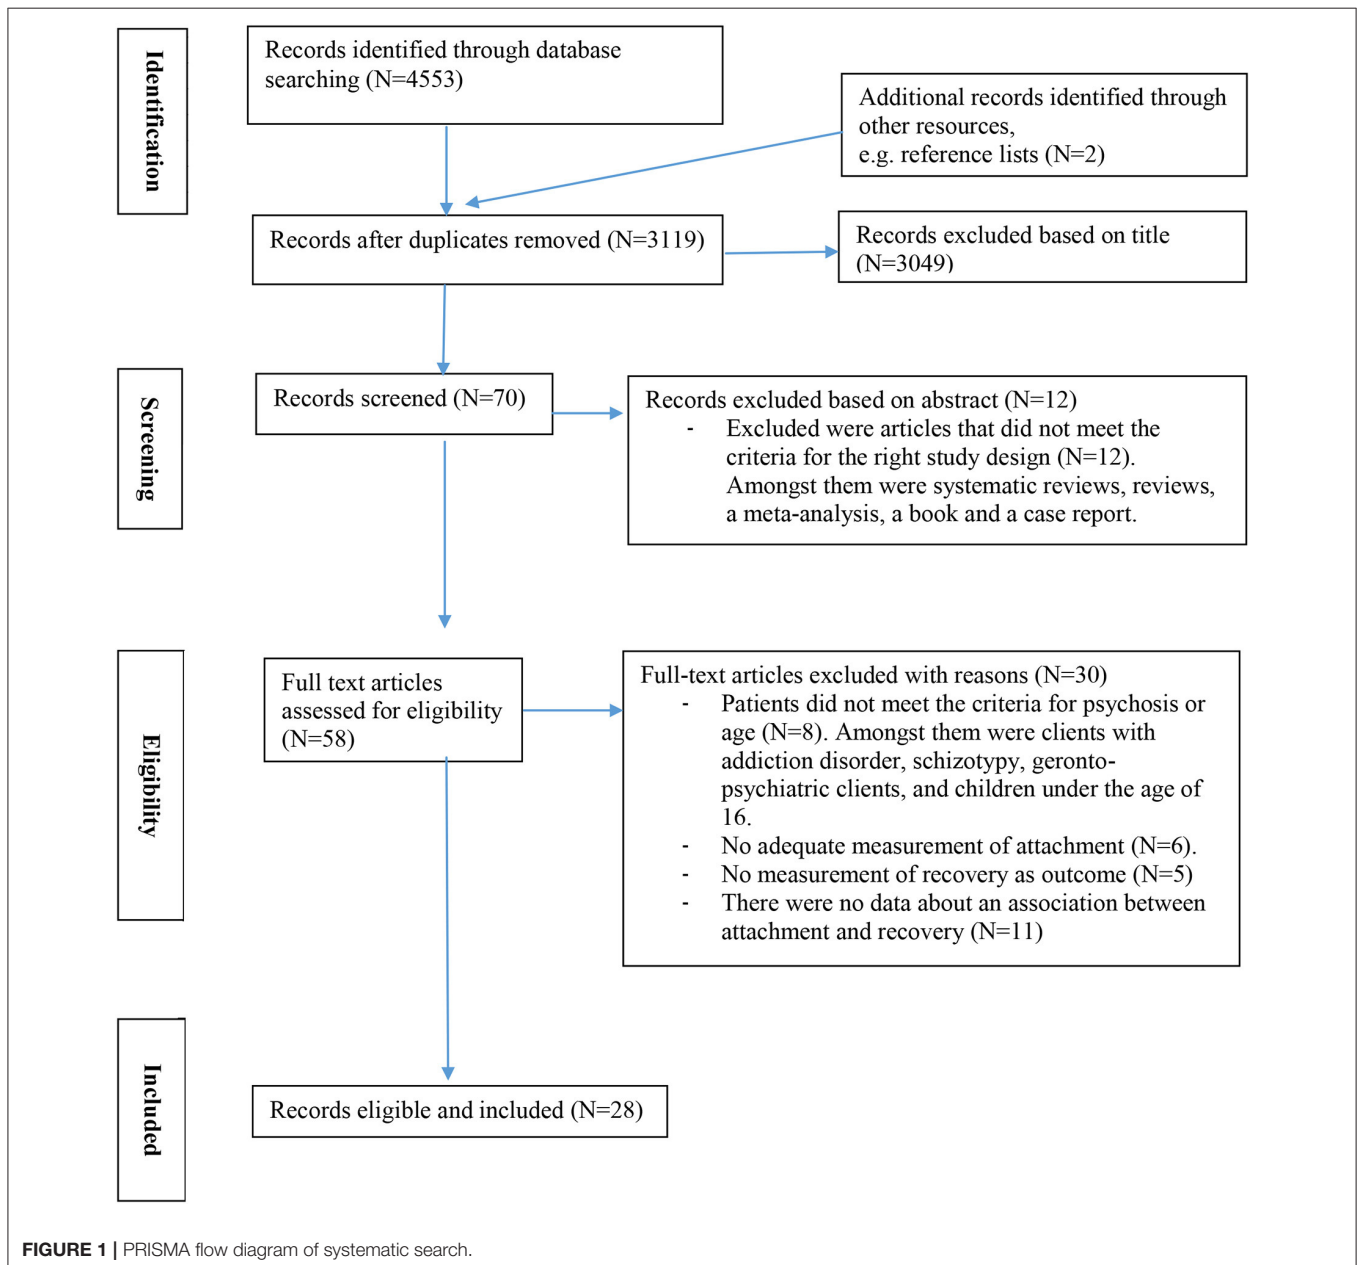 Identification
Records identified through database
searching (N=4553)
Additional records identified through
other resources,
e.g. reference lists (N=2)
Records after duplicates removed (N=3119)
Records excluded based on title
(N=3049)
Screening
Records screened (N=70)
Records excluded based on abstract (N=12)
- Excluded were articles that did not meet the
criteria for the right study design (N=12).
Amongst them were systematic reviews, reviews,
a meta-analysis, a book and a case report.
Eligibility
Full text articles
assessed for eligibility
(N=58)
Full-text articles excluded with reasons (N=30)
- Patients did not meet the criteria for psychosis or
age (N=8). Amongst them were clients with
addiction disorder, schizotypy, geronto-
psychiatric clients, and children under the age of
16.
- No adequate measurement of attachment (N=6).
- No measurement of recovery as outcome (N=5)
- There were no data about an association between
attachment and recovery (N=11)
Included
Records eligible and included (N=28)
FIGURE 1 | PRISMA flow diagram of systematic search.